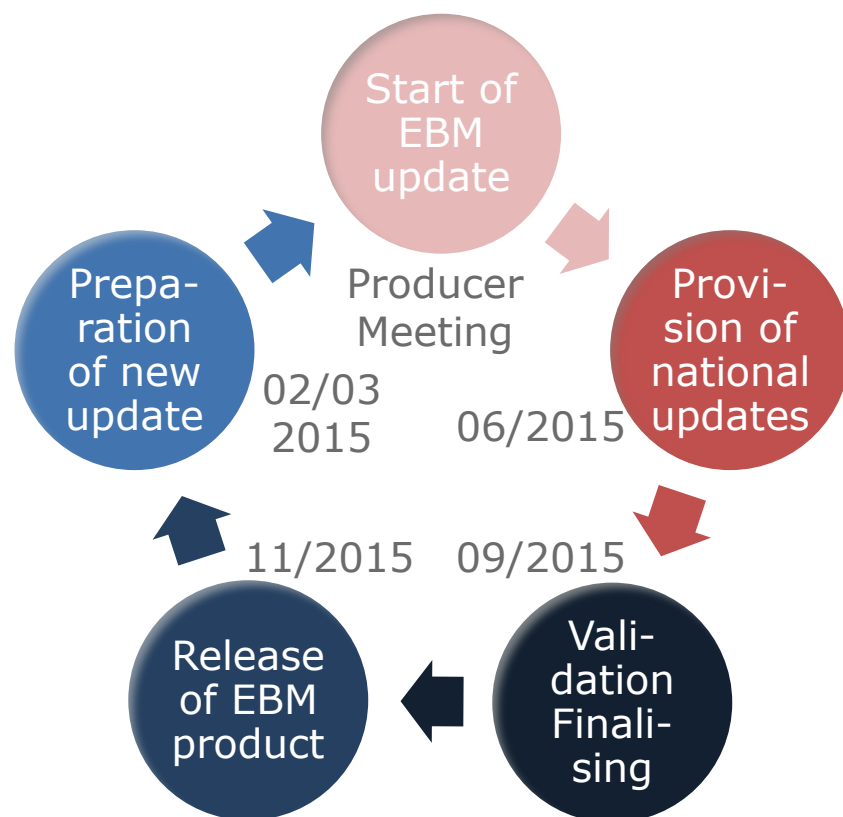 Start of
EBM
update
Producer
Meeting
Provi-
sion of
national
updates
06/2015
Vali-
dation
Finali-
sing
09/2015
Release
of EBM
product
11/2015
Prepa-
ration
of new
update
02/03
2015